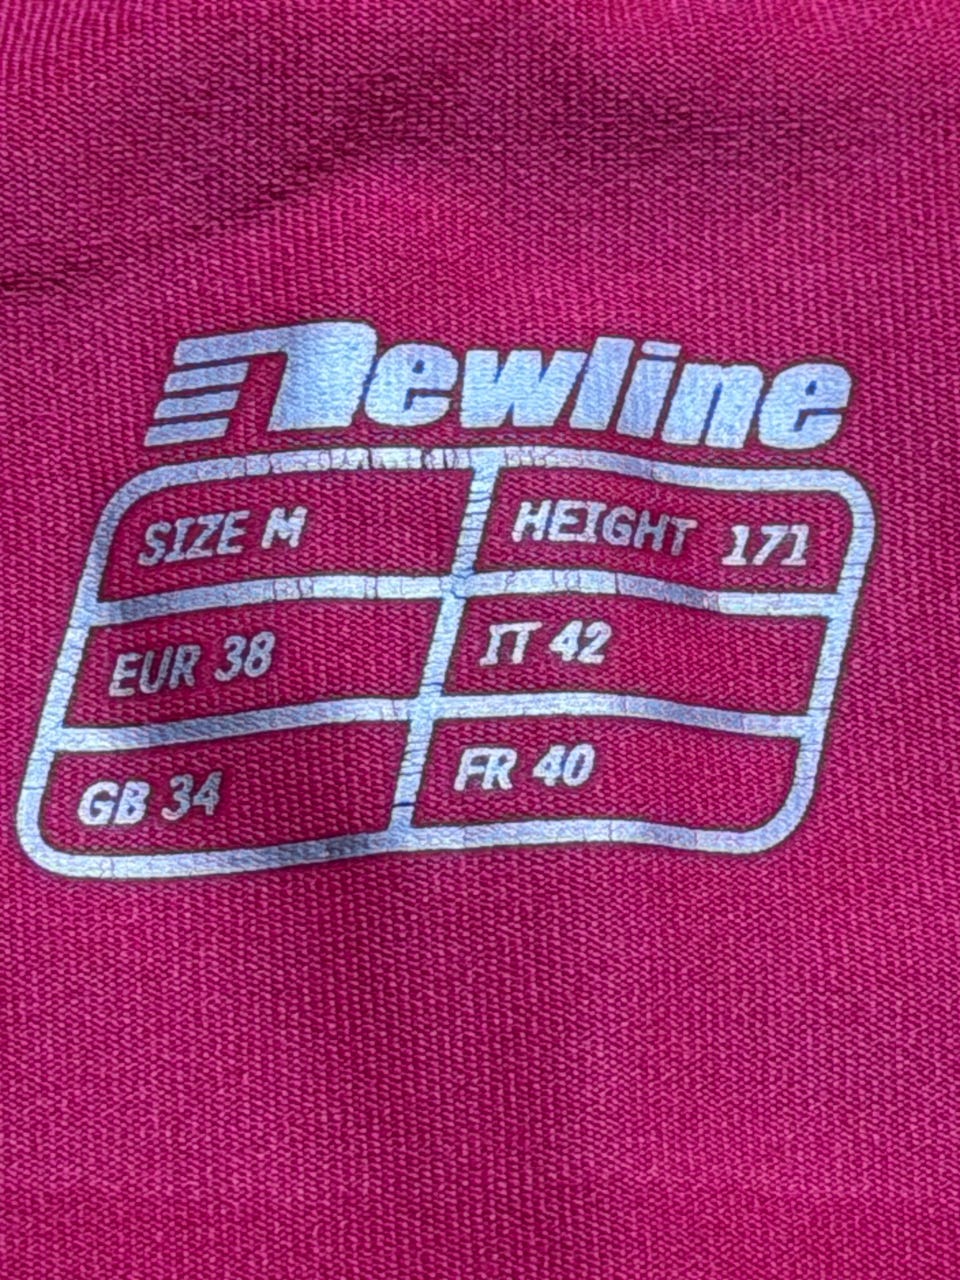 newline
SIZE M HEIGHT 171
EUR 38 IT 42
GB 34 FR 40